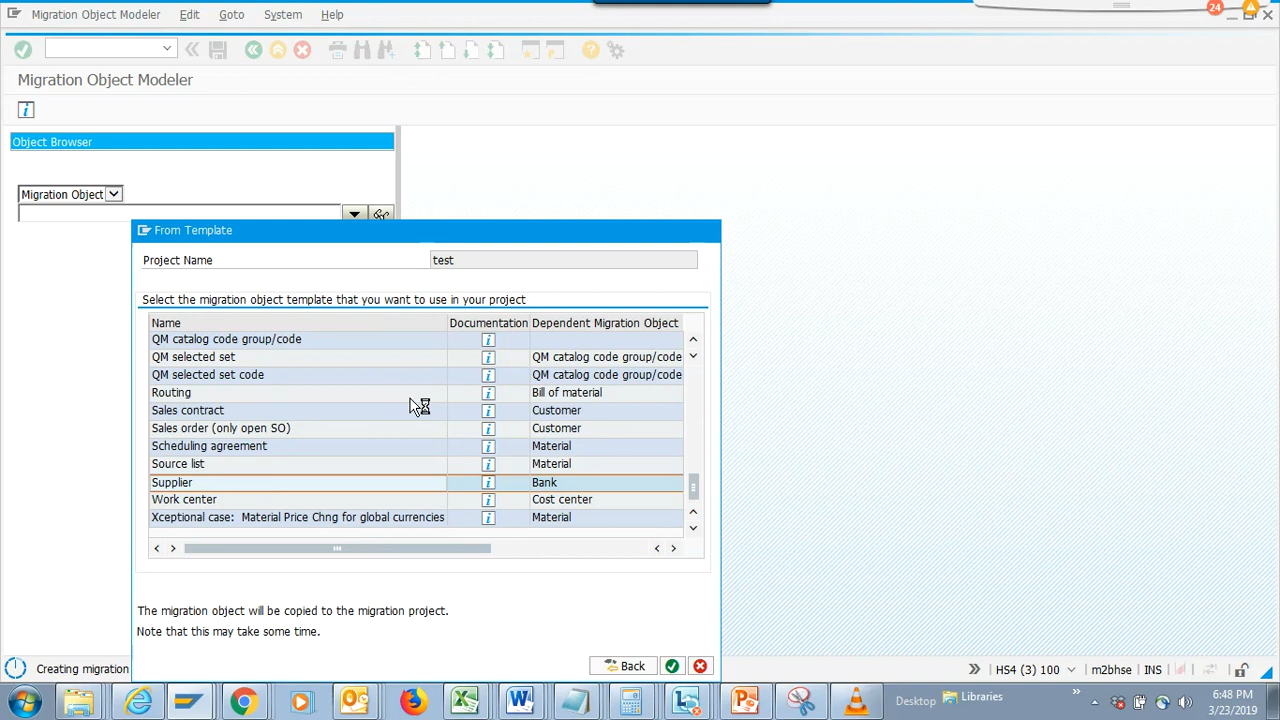 Migration Object Modeler Edit Goto System Help
24
Migration Object Modeler
Object Browser
Migration Object
From Template
Project Name test
Select the migration object template that you want to use in your project
Name Documentation Dependent Migration Object
QM catalog code group/code
QM selected set QM catalog code group/code
QM selected set code QM catalog code group/code
Routing Bill of material
Sales contract Customer
Sales order (only open SO) Customer
Scheduling agreement Material
Source list Material
Supplier Bank
Work center Cost center
Xceptional case: Material Price Chng for global currencies Material
The migration object will be copied to the migration project.
Note that this may take some time.
Back
Creating migration HS4 (3) 100 m2bhse INS
Desktop Libraries 6:48 PM
3/23/2019